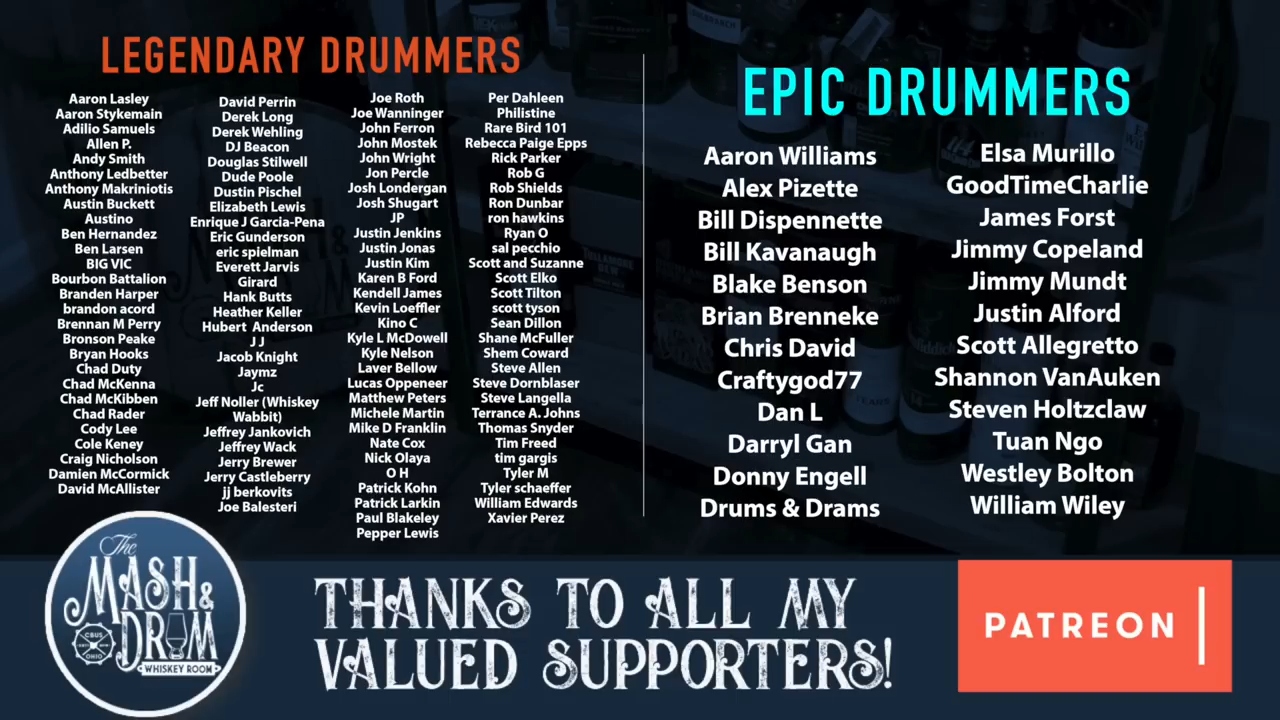 LEGENDARY DRUMMERS
Aaron Lasley
Aaron Stykemain
Adilio Samuels
Allen P.
Andy Smith
Anthony Ledbetter
Anthony Makriniotis
Austin Buckett
Austino
Ben Hernandez
Ben Larsen
BIG VIC
Bourbon Battalion
Branden Harper
brandon acord
Brennan M Perry
Bronson Peake
Bryan Hooks
Chad Duty
Chad McKenna
Chad McKibben
Chad Rader
Cody Lee
Cole Keney
Craig Nicholson
Damien McCormick
David McAllister
David Perrin
Derek Long
Derek Wehling
DJ Beacon
Douglas Stilwell
Dude Poole
Dustin Pischel
Elizabeth Lewis
Enrique J Garcia-Pena
Eric Gunderson
eric spielman
Everett Jarvis
Girard
Hank Butts
Heather Keller
Hubert Anderson
J J
Jacob Knight
Jaymz
Jc
Jeff Noller (Whiskey
Wabbit)
Jeffrey Jankovich
Jeffrey Wack
Jerry Brewer
Jerry Castleberry
jj berkovits
Joe Balesteri
Joe Roth
Joe Wanninger
John Ferron
John Mostek
John Wright
Jon Percle
Josh Londergan
Josh Shugart
JP
Justin Jenkins
Justin Jonas
Justin Kim
Karen B Ford
Kendell James
Kevin Loeffler
Kino C
Kyle L McDowell
Kyle Nelson
Laver Bellow
Lucas Oppeneer
Matthew Peters
Michele Martin
Mike D Franklin
Nate Cox
Nick Olaya
O H
Patrick Kohn
Patrick Larkin
Paul Blakeley
Pepper Lewis
Per Dahleen
Philistine
Rare Bird 101
Rebecca Paige Epps
Rick Parker
Rob G
Rob Shields
Ron Dunbar
ron hawkins
Ryan O
sal pecchio
Scott and Suzanne
Scott Elko
Scott Tilton
scott tyson
Sean Dillon
Shane McFuller
Shem Coward
Steve Allen
Steve Dornblaser
Steve Langella
Terrance A. Johns
Thomas Snyder
Tim Freed
tim gargis
Tyler M
Tyler schaeffer
William Edwards
Xavier Perez
EPIC DRUMMERS
Aaron Williams
Alex Pizette
Bill Dispennette
Bill Kavanaugh
Blake Benson
Brian Brenneke
Chris David
Craftygod77
Dan L
Darryl Gan
Donny Engell
Drums & Drams
Elsa Murillo
GoodTimeCharlie
James Forst
Jimmy Copeland
Jimmy Mundt
Justin Alford
Scott Allegretto
Shannon VanAuken
Steven Holtzclaw
Tuan Ngo
Westley Bolton
William Wiley
The
MASH &
DRUM
CBUS
OHIO
WHISKEY ROOM
THANKS TO ALL MY
VALUED SUPPORTERS!
PATREON